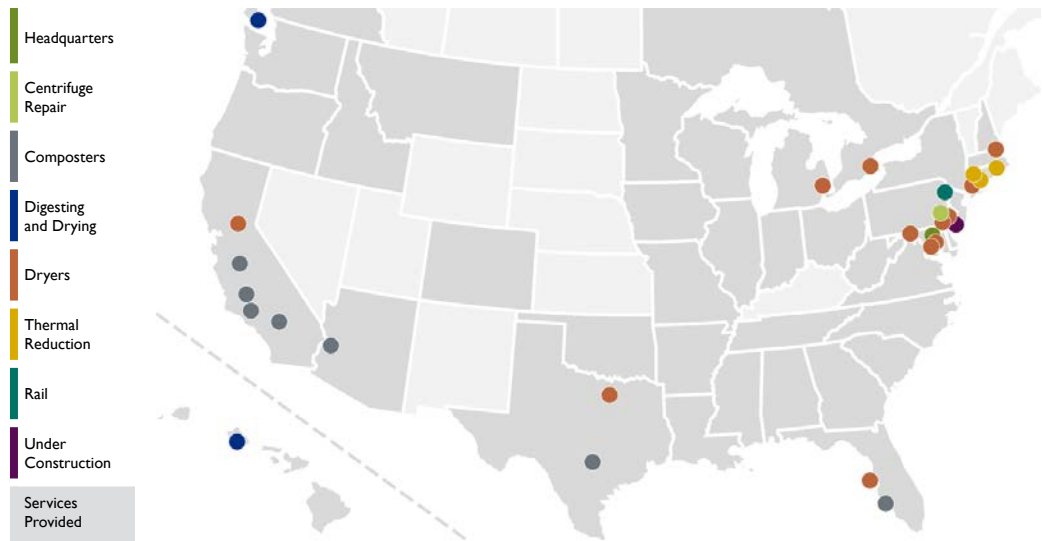 Headquarters
Centrifuge
Repair
Composters
Digesting
and Drying
Dryers
Thermal
Reduction
Rail
Under
Construction
Services
Provided